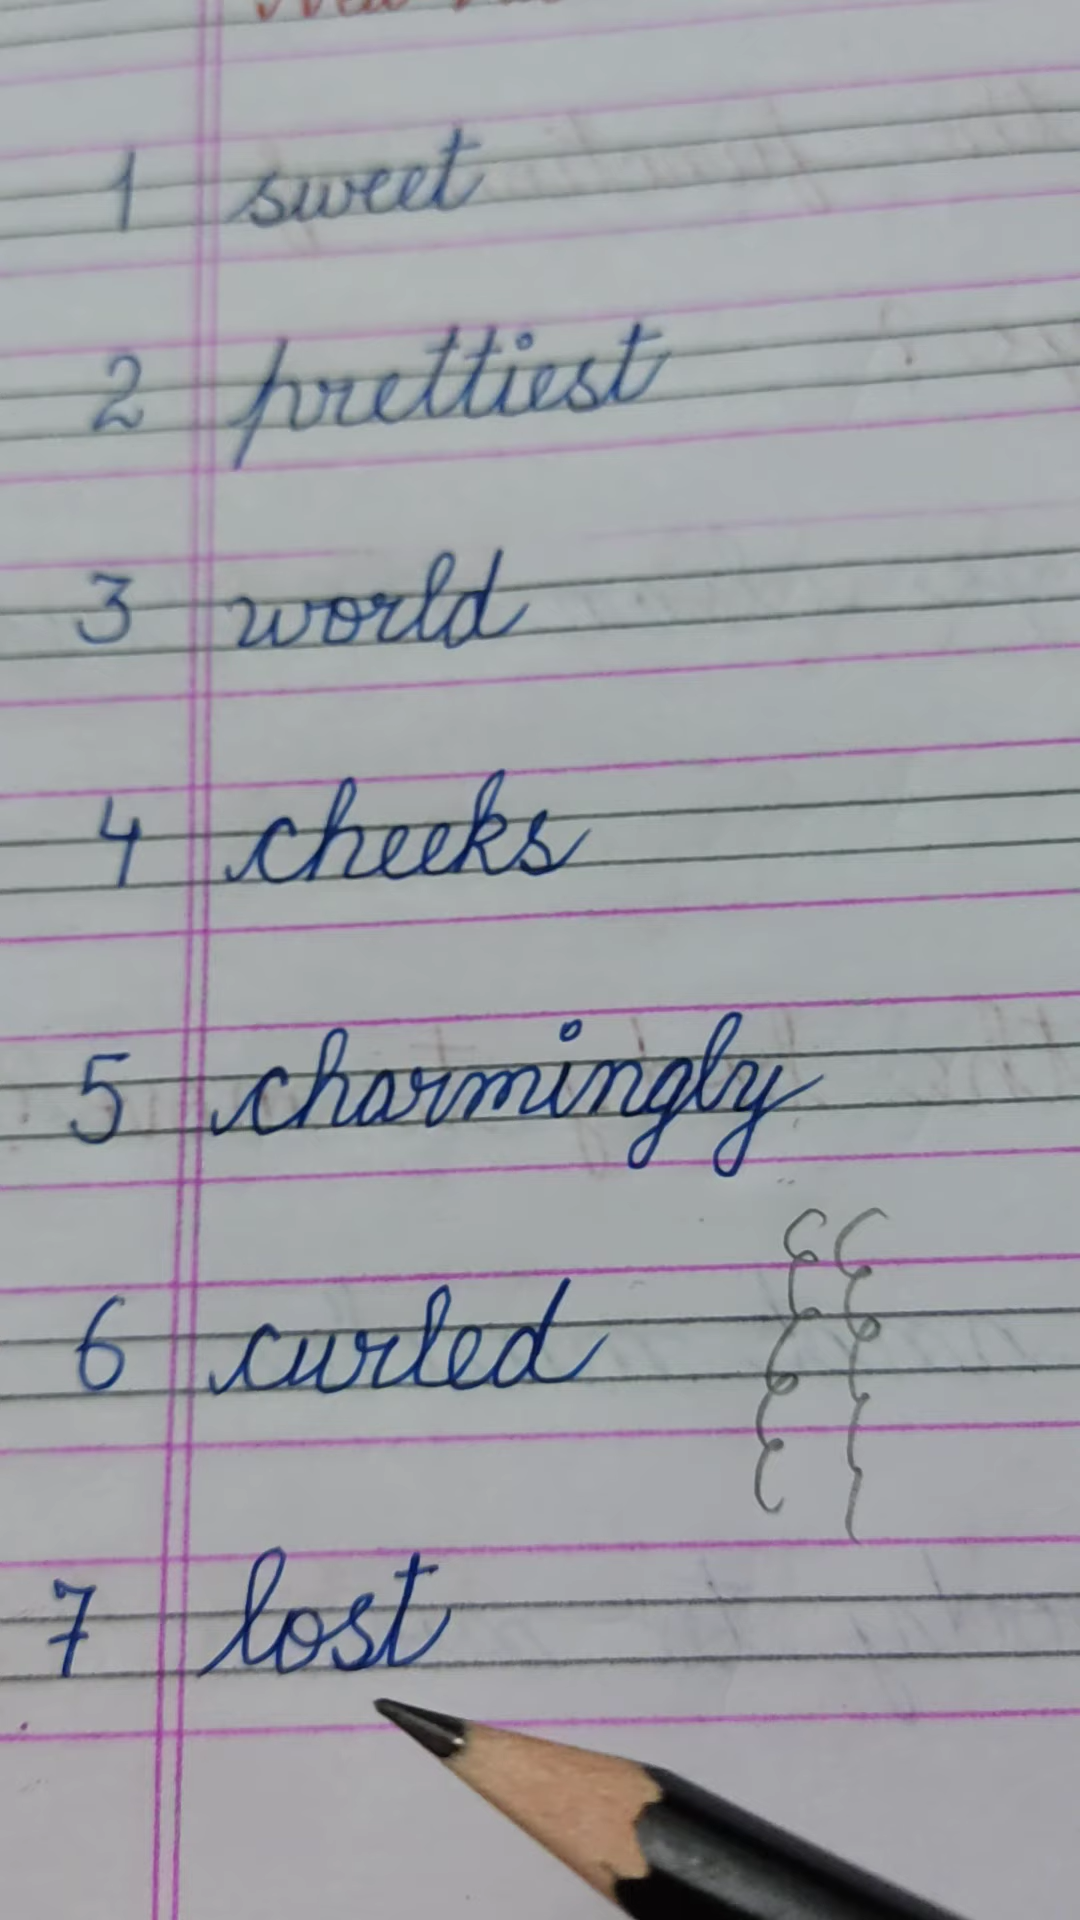 1 sweet
2 prettiest
3 world
4 cheeks
5 charmingly
6 curled
7 lost